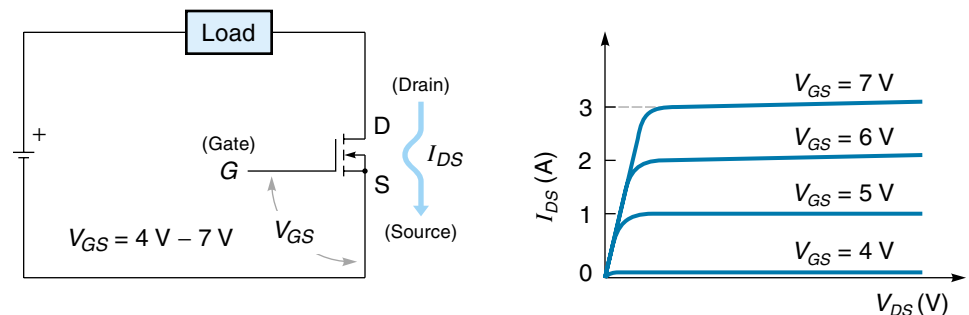 Load
+
(Drain)
D
(Gate)
G
I_DS
S
V_GS
(Source)
V_GS = 4 V – 7 V
I_DS (A)
3
2
1
0
V_GS = 7 V
V_GS = 6 V
V_GS = 5 V
V_GS = 4 V
V_DS (V)